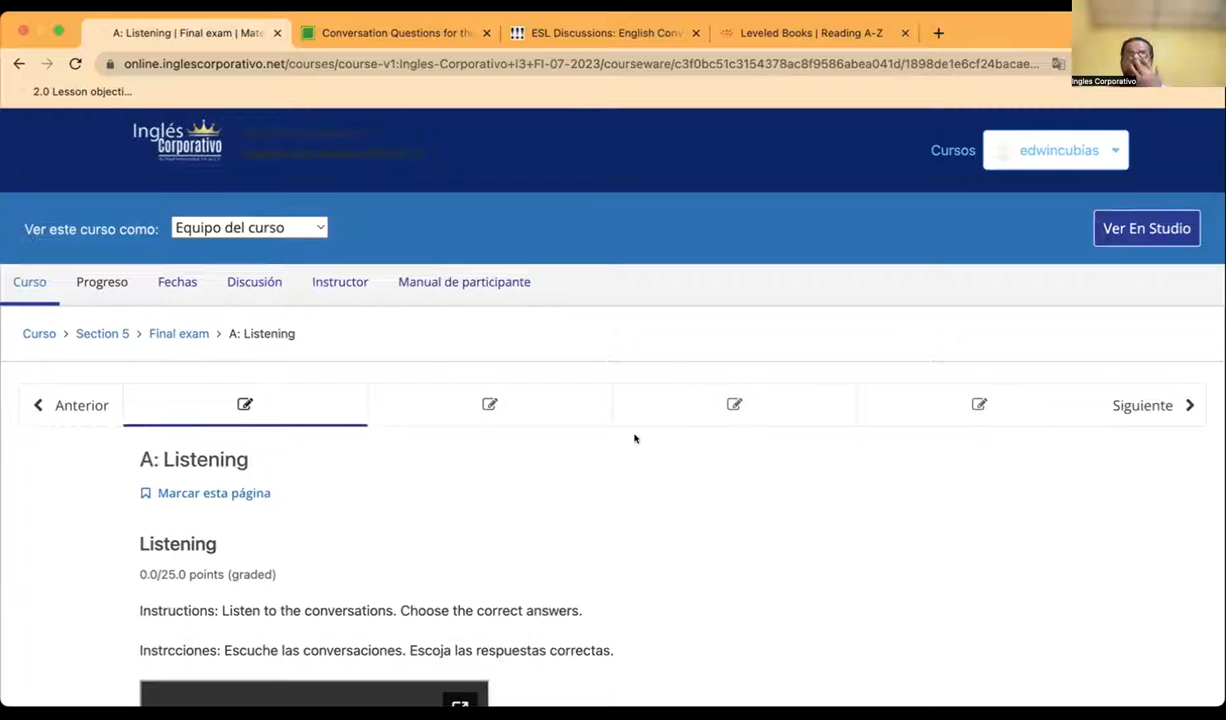 A: Listening | Final exam | Mate
Conversation Questions for the
ESL Discussions: English Conv
Leveled Books | Reading A-Z
online.inglescorporativo.net/courses/course-v1:Ingles-Corporativo+I3+FI-07-2023/courseware/c3f0bc51c3154378ac8f9586abea041d/1898de1e6cf24bacae...
Ingles Corporativo
2.0 Lesson objecti...
Inglés
Corporativo
Cursos
edwincubias
Ver este curso como:
Equipo del curso
Ver En Studio
Curso
Progreso
Fechas
Discusión
Instructor
Manual de participante
Curso > Section 5 > Final exam > A: Listening
Anterior
Siguiente
A: Listening
Marcar esta página
Listening
0.0/25.0 points (graded)
Instructions: Listen to the conversations. Choose the correct answers.
Instrcciones: Escuche las conversaciones. Escoja las respuestas correctas.